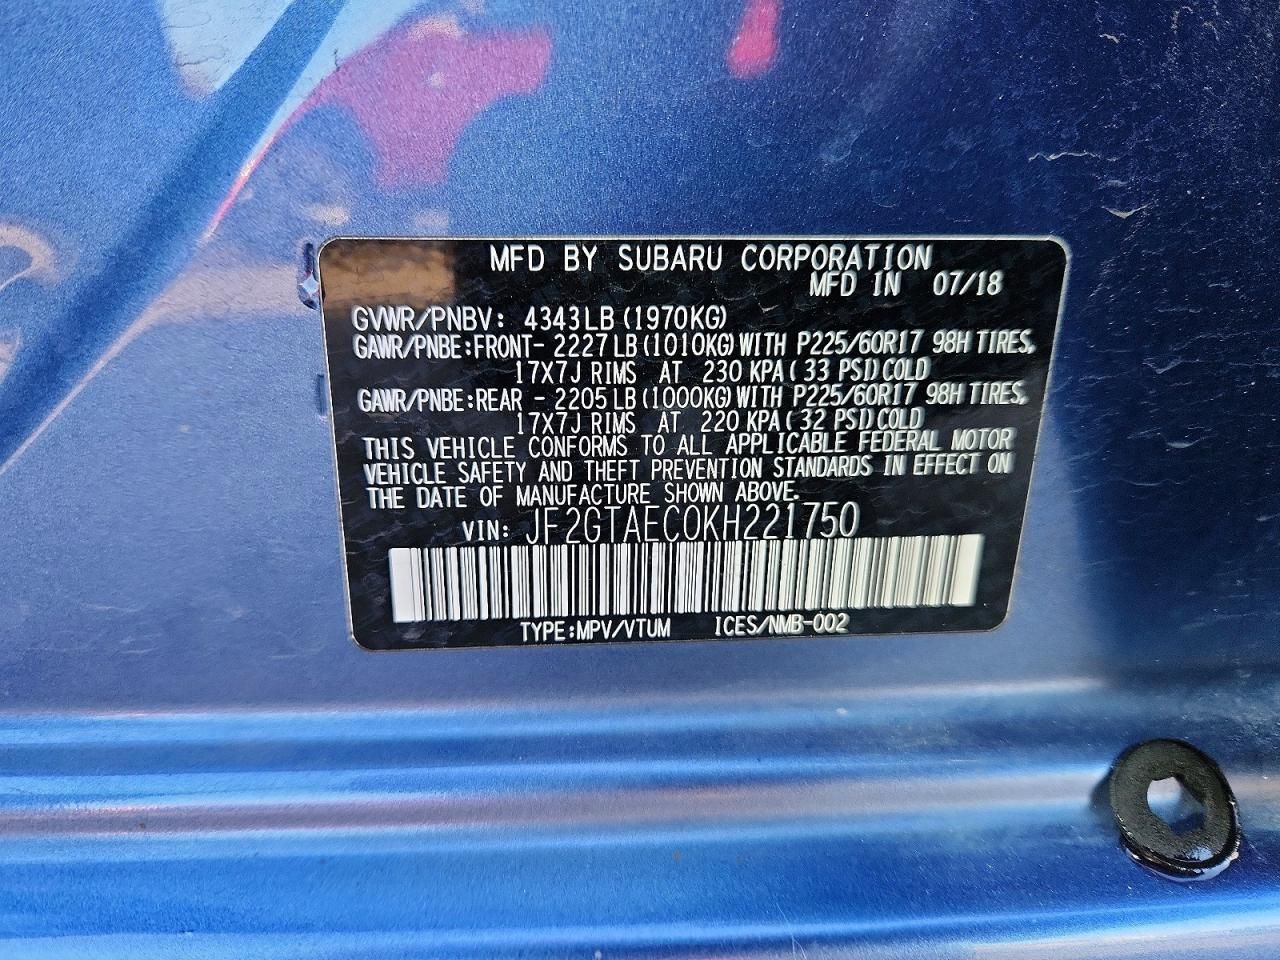 MFD BY SUBARU CORPORATION
MFD IN 07/18
GVWR/PNBV: 4343LB (1970KG)
GAWR/PNBE:FRONT- 2227LB (1010KG) WITH P225/60R17 98H TIRES,
17X7J RIMS AT 230 KPA( 33 PSI)COLD
GAWR/PNBE:REAR - 2205LB (1000KG) WITH P225/60R17 98H TIRES,
17X7J RIMS AT 220 KPA( 32 PSI)COLD
THIS VEHICLE CONFORMS TO ALL APPLICABLE FEDERAL MOTOR
VEHICLE SAFETY AND THEFT PREVENTION STANDARDS IN EFFECT ON
THE DATE OF MANUFACTURE SHOWN ABOVE.
VIN: JF2GTAEC0KH221750
TYPE:MPV/VTUM ICES/NMB-002